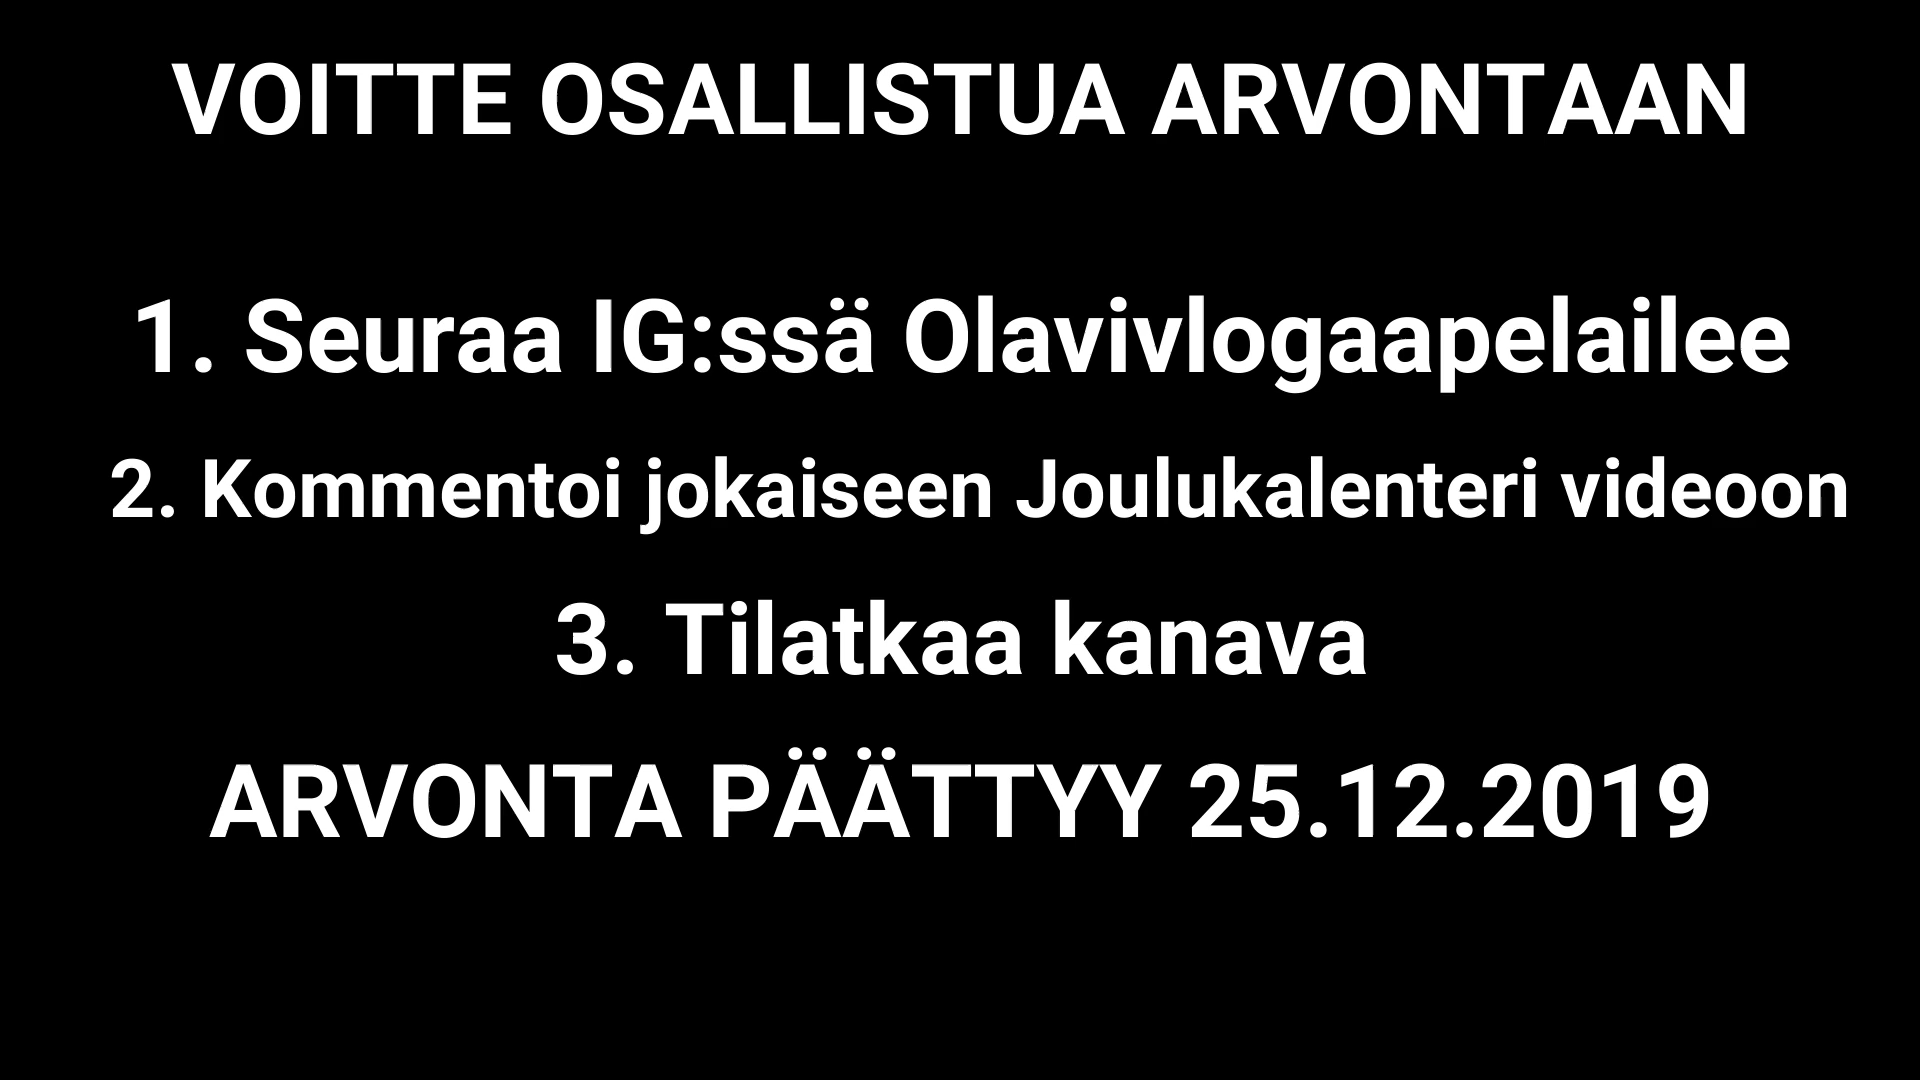 VOITTE OSALLISTUA ARVONTAAN
1. Seuraa IG:ssä Olavivlogaapelailee
2. Kommentoi jokaiseen Joulukalenteri videoon
3. Tilatkaa kanava
ARVONTA PÄÄTTYY 25.12.2019